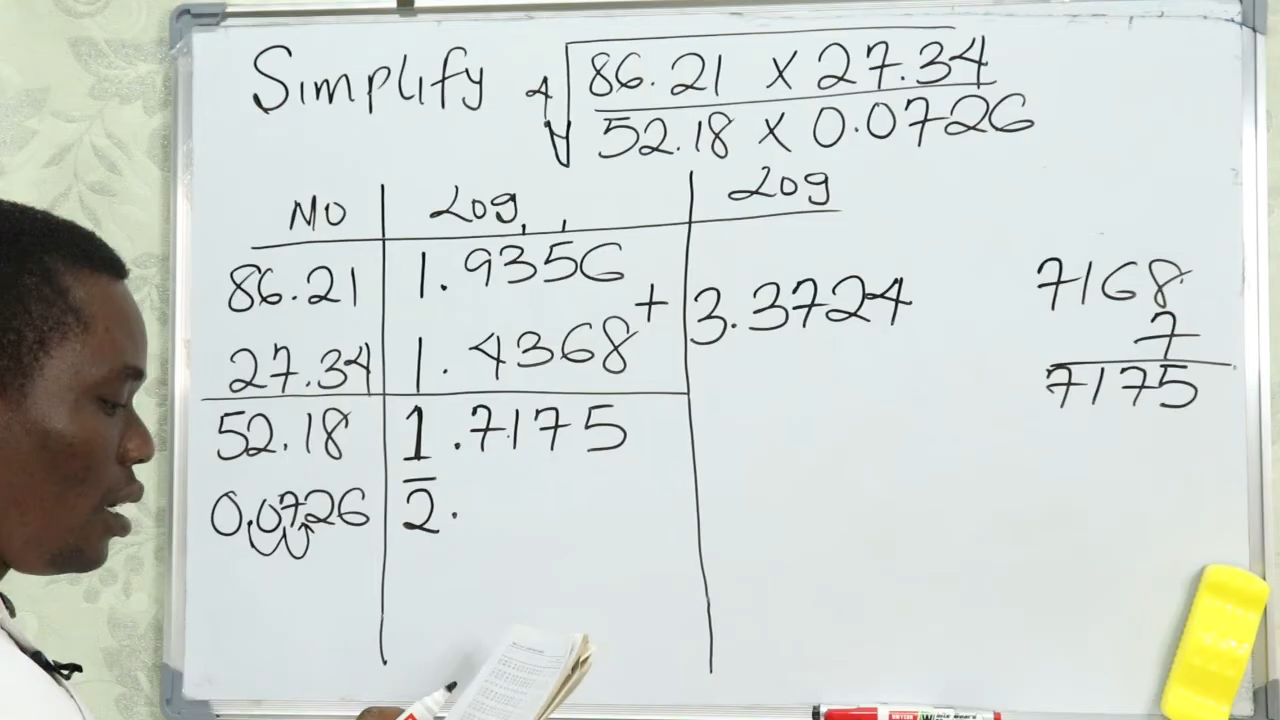 Simplify 4√ 86.21 X 27.34
52.18 X 0.0726
NO Log Log
86.21 1.9356
+ 3.3724
27.34 1.4368
52.18 1.7175
0.0726 2̅.
7168
7
7175